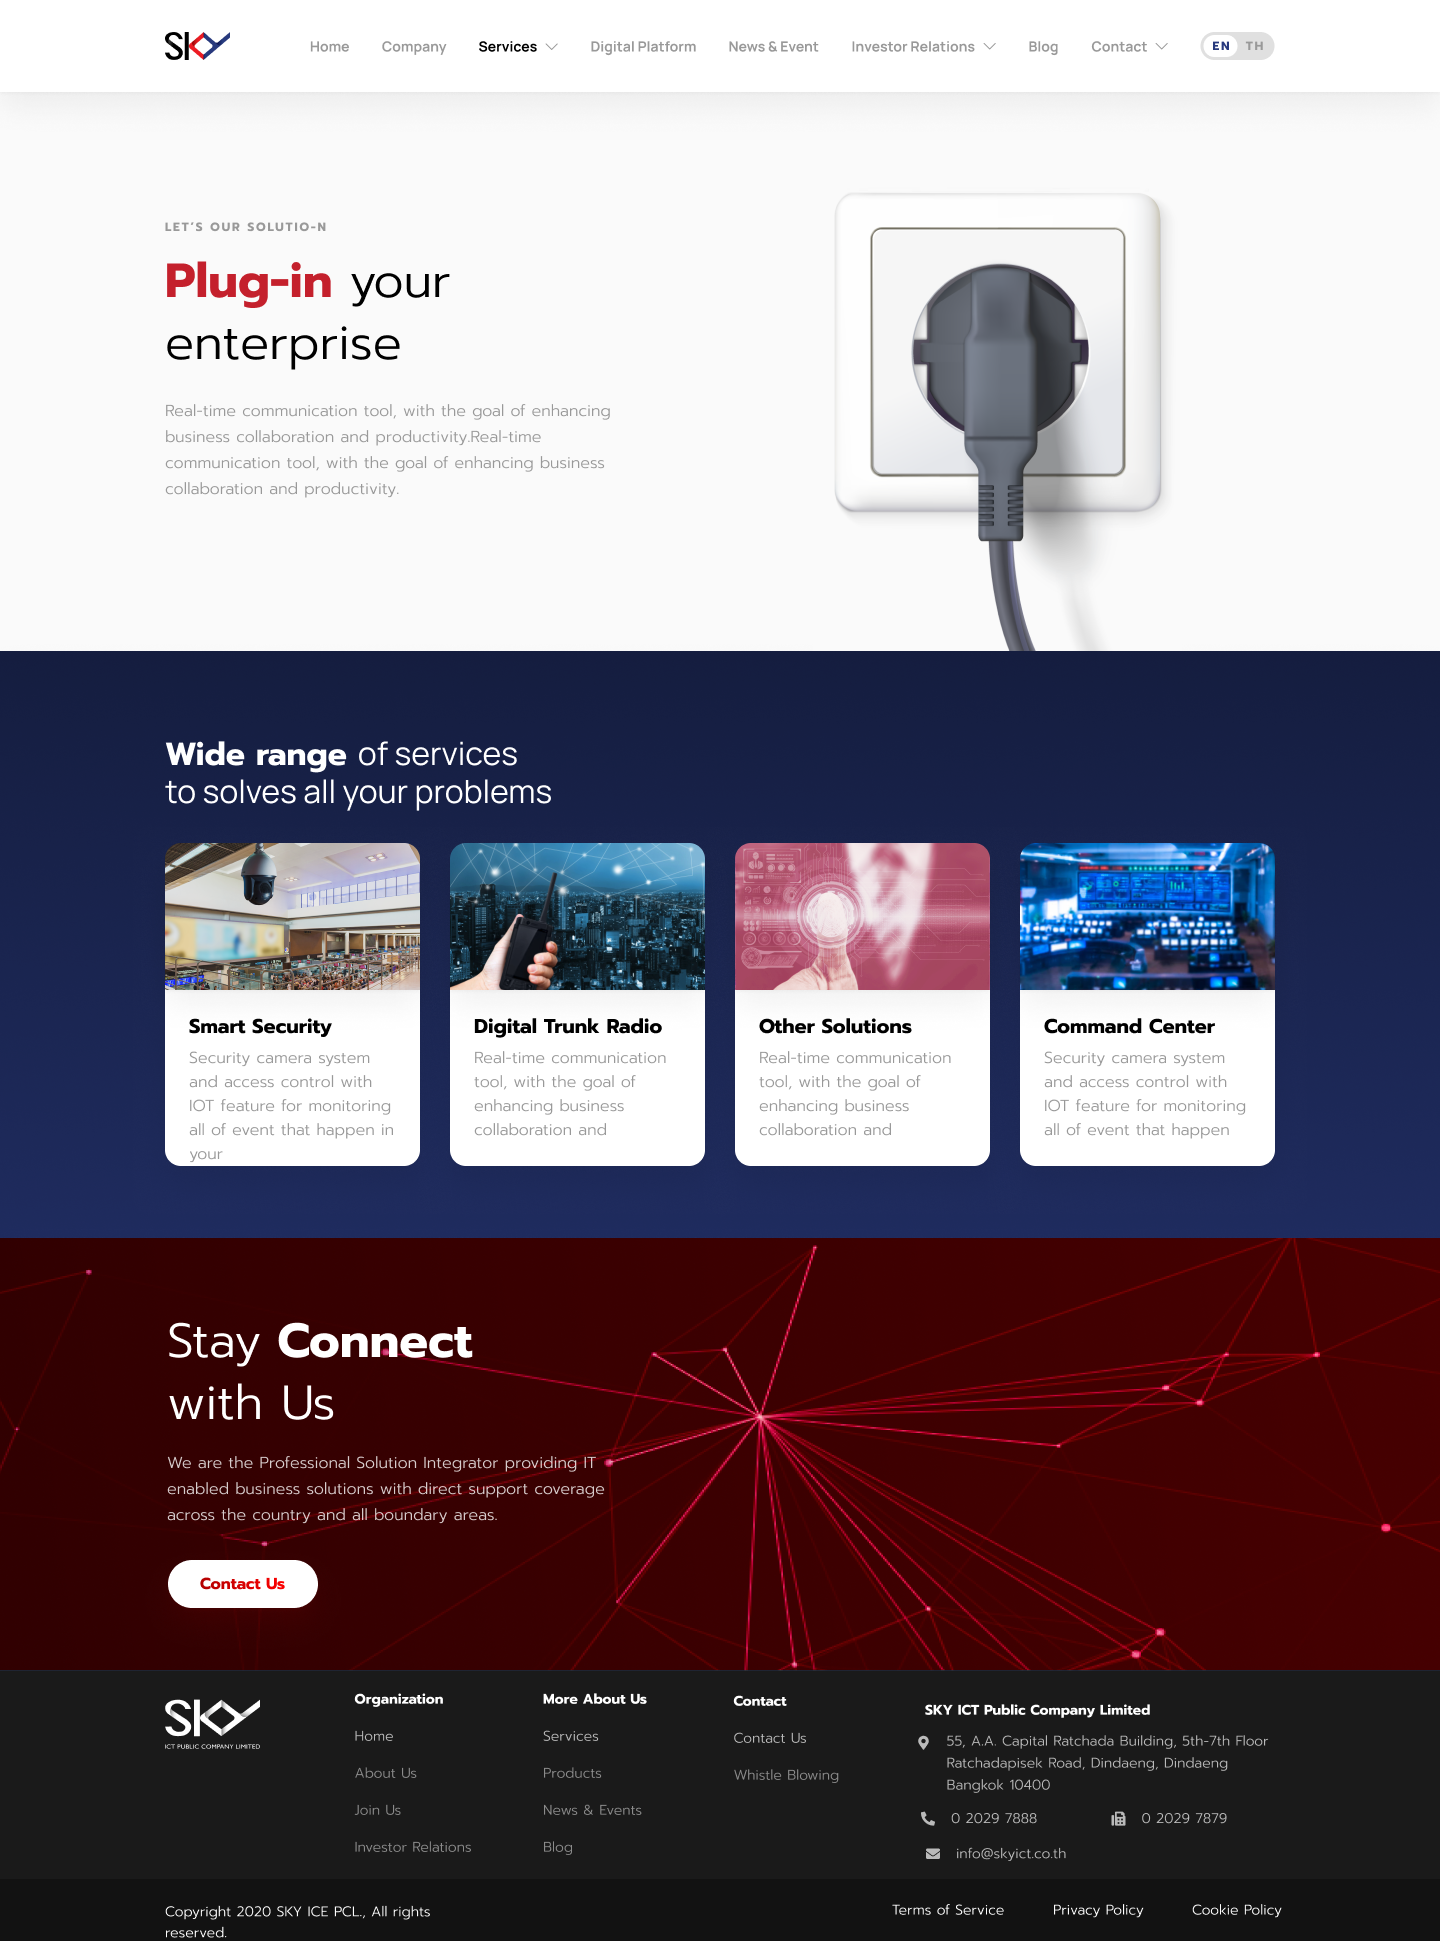 SKY
Home
Company
Services
Digital Platform
News & Event
Investor Relations
Blog
Contact
EN
TH
LET'S OUR SOLUTIO-N
Plug-in your
enterprise
Real-time communication tool, with the goal of enhancing
business collaboration and productivity.Real-time
communication tool, with the goal of enhancing business
collaboration and productivity.
Wide range of services
to solves all your problems
Smart Security
Security camera system
and access control with
IOT feature for monitoring
all of event that happen in
your
Digital Trunk Radio
Real-time communication
tool, with the goal of
enhancing business
collaboration and
Other Solutions
Real-time communication
tool, with the goal of
enhancing business
collaboration and
Command Center
Security camera system
and access control with
IOT feature for monitoring
all of event that happen
Stay Connect
with Us
We are the Professional Solution Integrator providing IT
enabled business solutions with direct support coverage
across the country and all boundary areas.
Contact Us
SKY
ICT PUBLIC COMPANY LIMITED
Organization
Home
About Us
Join Us
Investor Relations
More About Us
Services
Products
News & Events
Blog
Contact
Contact Us
Whistle Blowing
SKY ICT Public Company Limited
55, A.A. Capital Ratchada Building, 5th-7th Floor
Ratchadapisek Road, Dindaeng, Dindaeng
Bangkok 10400
0 2029 7888
0 2029 7879
info@skyict.co.th
Copyright 2020 SKY ICE PCL., All rights
reserved.
Terms of Service
Privacy Policy
Cookie Policy